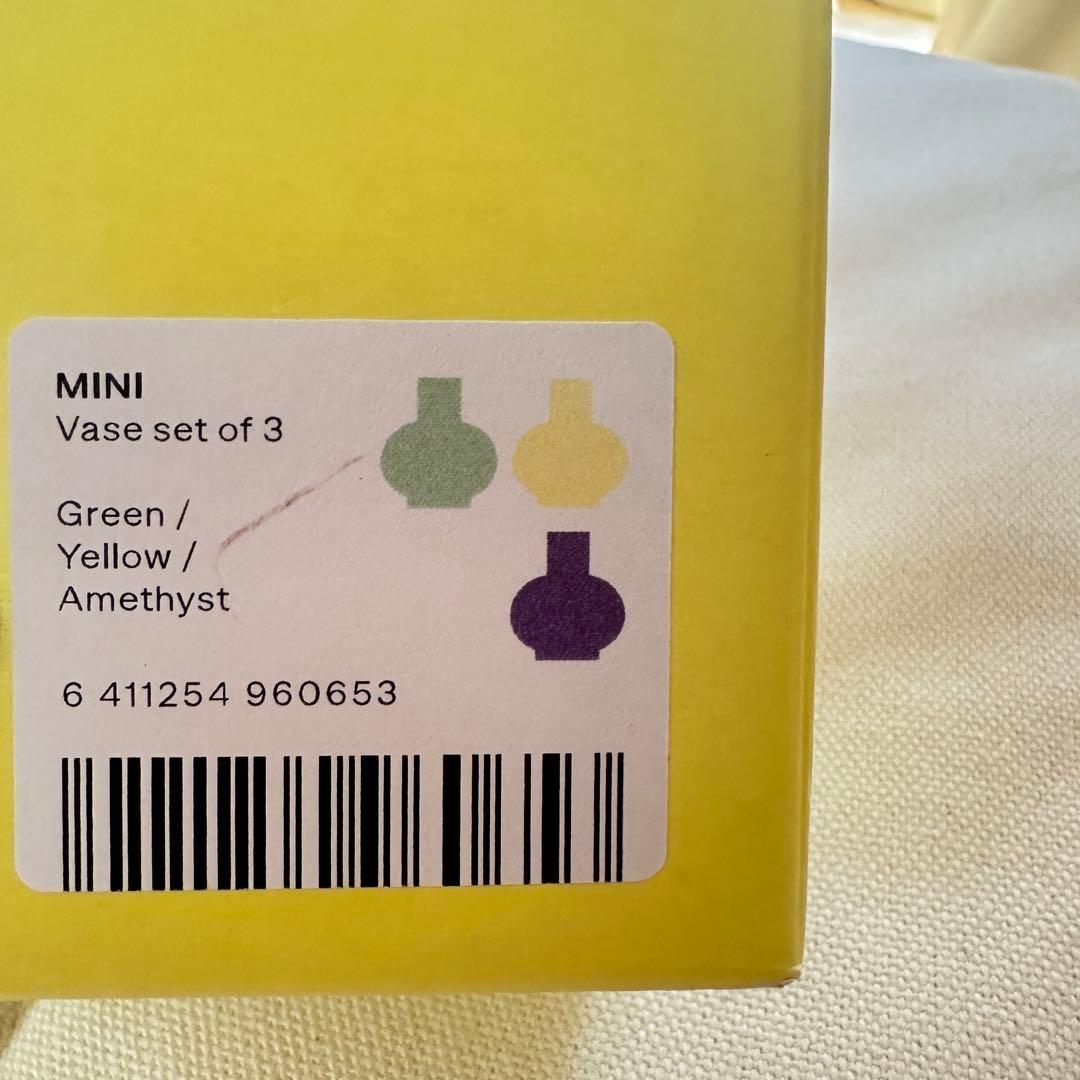 MINI
Vase set of 3
Green /
Yellow /
Amethyst
6 411254 960653